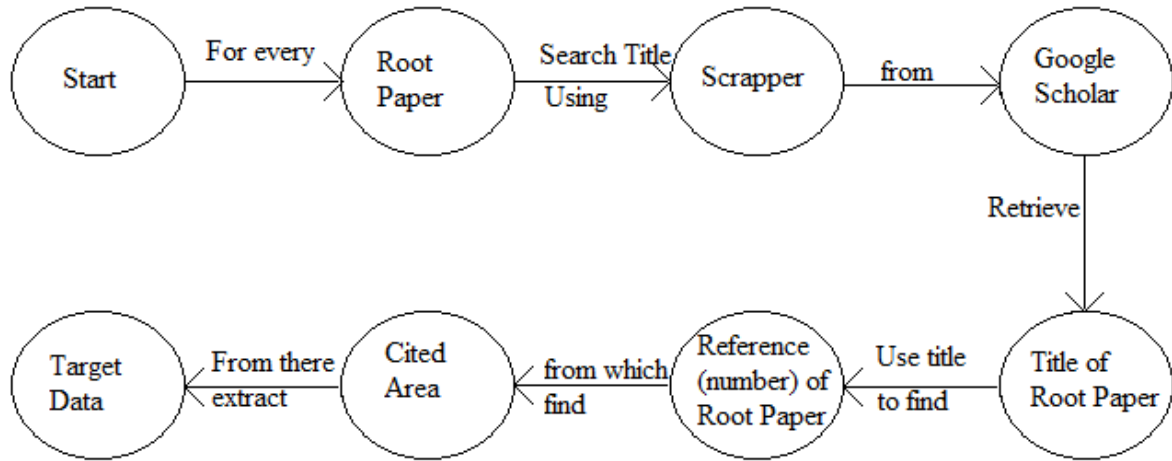 Start
For every
Root
Paper
Search Title
Using
Scrapper
from
Google
Scholar
Retrieve
Title of
Root Paper
Use title
to find
Reference
(number) of
Root Paper
from which
find
Cited
Area
From there
extract
Target
Data